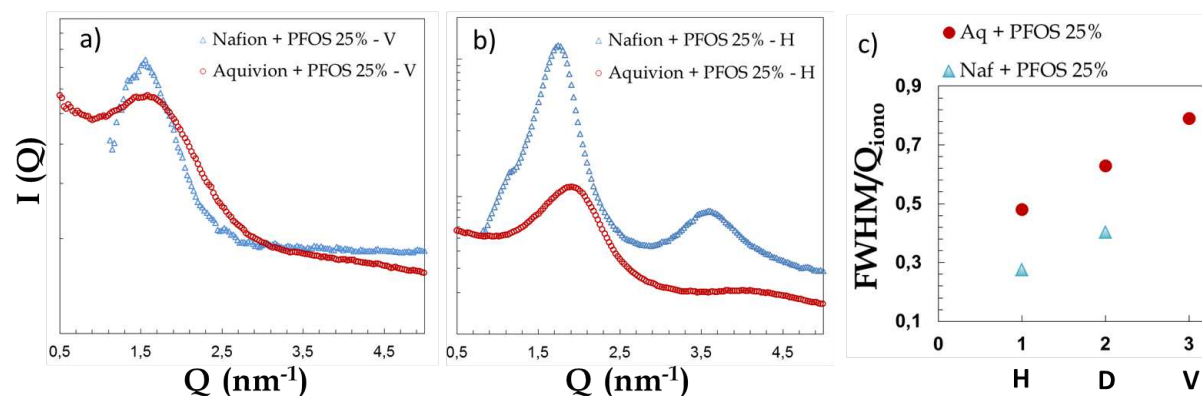 a)
Nafion + PFOS 25% - V
Aquivion + PFOS 25% - V
b)
Nafion + PFOS 25% - H
Aquivion + PFOS 25% - H
c)
Aq + PFOS 25%
Naf + PFOS 25%
I (Q)
0,5 1,5 2,5 3,5 4,5
Q (nm⁻¹)
0,5 1,5 2,5 3,5 4,5
Q (nm⁻¹)
FWHM/Q_iono
0,9
0,7
0,5
0,3
0,1
0 1 2 3
H D V